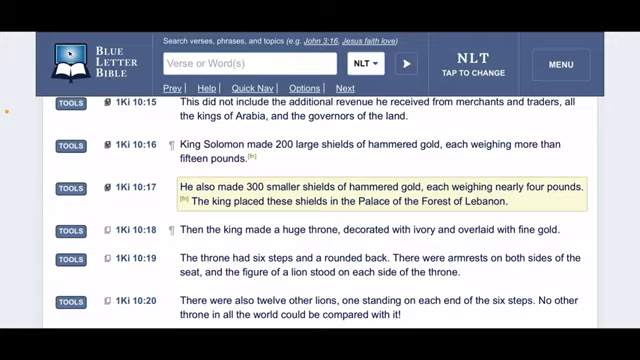 BLUE
LETTER
BIBLE
Search verses, phrases, and topics (e.g. John 3:16, Jesus faith love)
Verse or Word(s)
NLT
Prev Help Quick Nav Options Next
NLT
TAP TO CHANGE
MENU
TOOLS 1Ki 10:15 This did not include the additional revenue he received from merchants and traders, all
the kings of Arabia, and the governors of the land.
TOOLS 1Ki 10:16 ¶ King Solomon made 200 large shields of hammered gold, each weighing more than
fifteen pounds.[fn]
TOOLS 1Ki 10:17 He also made 300 smaller shields of hammered gold, each weighing nearly four pounds.
[fn] The king placed these shields in the Palace of the Forest of Lebanon.
TOOLS 1Ki 10:18 ¶ Then the king made a huge throne, decorated with ivory and overlaid with fine gold.
TOOLS 1Ki 10:19 The throne had six steps and a rounded back. There were armrests on both sides of the
seat, and the figure of a lion stood on each side of the throne.
TOOLS 1Ki 10:20 There were also twelve other lions, one standing on each end of the six steps. No other
throne in all the world could be compared with it!